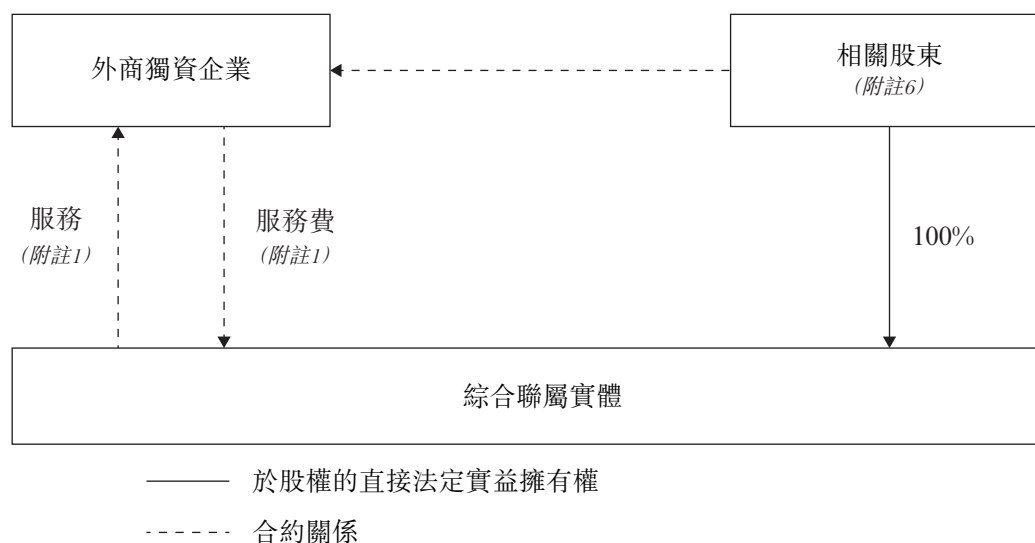 外商獨資企業
相關股東
（附註6）
服務
（附註1）
服務費
（附註1）
100%
綜合聯屬實體
於股權的直接法定實益擁有權
合約關係